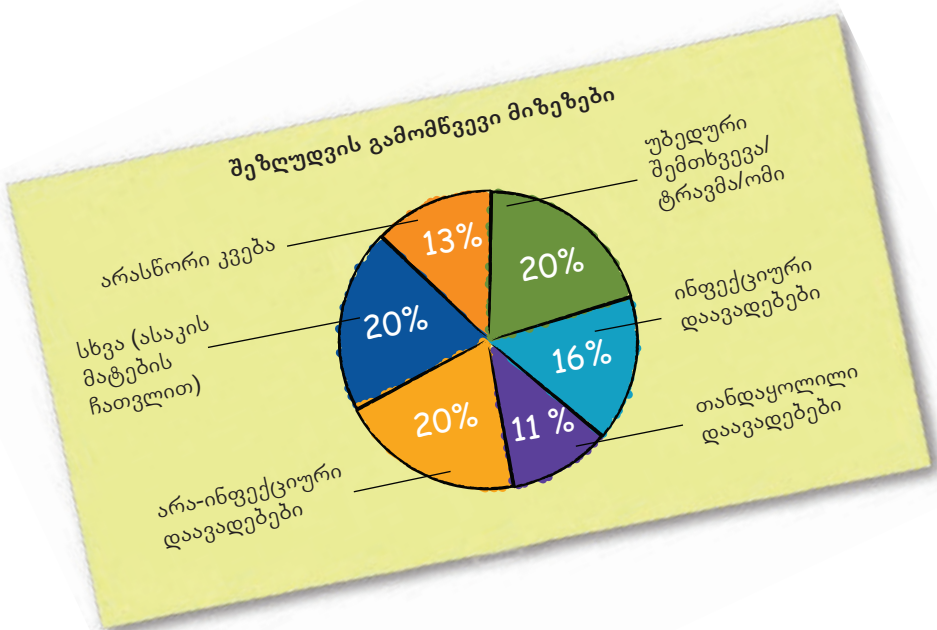 შეზღუდვის გამომწვევი მიზეზები
უბედური
შემთხვევა/
ტრავმა/ომი
20%
ინფექციური
დაავადებები
16%
თანდაყოლილი
დაავადებები
11 %
არა-ინფექციური
დაავადებები
20%
სხვა (ასაკის
მატების
ჩათვლით)
20%
არასწორი კვება
13%